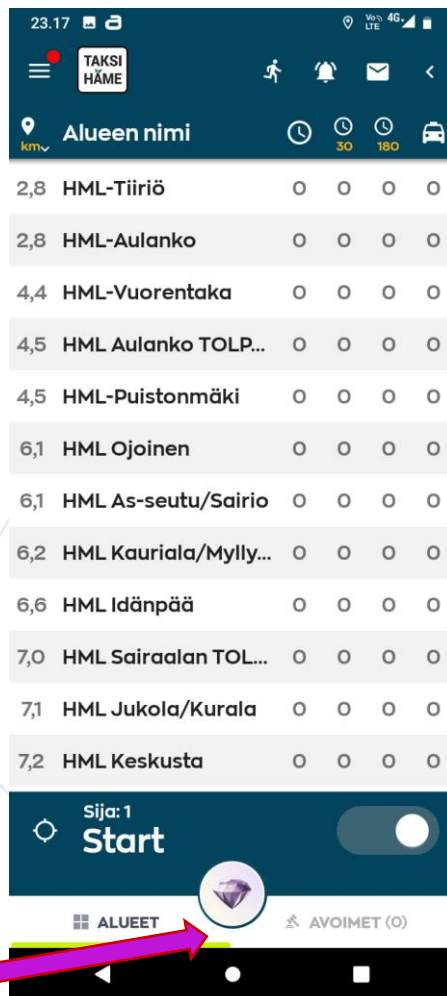 23.17 Vo)) LTE 4G
TAKSI HÄME
km Alueen nimi 30 180
2,8 HML-Tiiriö 0 0 0 0
2,8 HML-Aulanko 0 0 0 0
4,4 HML-Vuorentaka 0 0 0 0
4,5 HML Aulanko TOLP... 0 0 0 0
4,5 HML-Puistonmäki 0 0 0 0
6,1 HML Ojoinen 0 0 0 0
6,1 HML As-seutu/Sairio 0 0 0 0
6,2 HML Kauriala/Mylly... 0 0 0 0
6,6 HML Idänpää 0 0 0 0
7,0 HML Sairaalan TOL... 0 0 0 0
7,1 HML Jukola/Kurala 0 0 0 0
7,2 HML Keskusta 0 0 0 0
Sija: 1
Start
ALUEET AVOIMET (0)